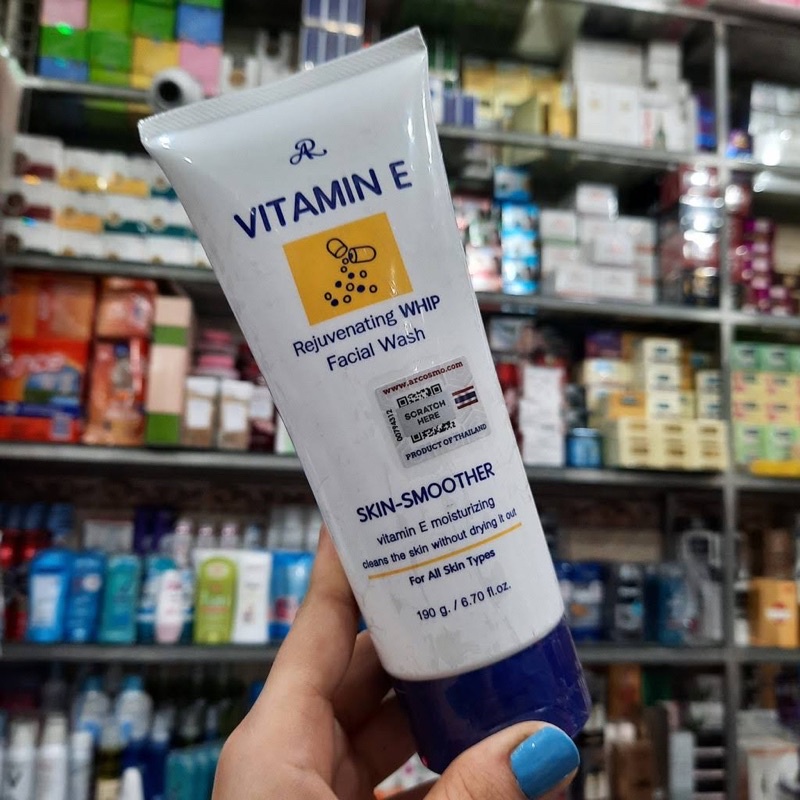 AR
VITAMIN E
Rejuvenating WHIP
Facial Wash
www.arcosmo.com
SCRATCH
HERE
00794312
PRODUCT OF THAILAND
SKIN-SMOOTHER
vitamin E moisturizing
cleans the skin without drying it out
For All Skin Types
190 g. / 6.70 fl.oz.